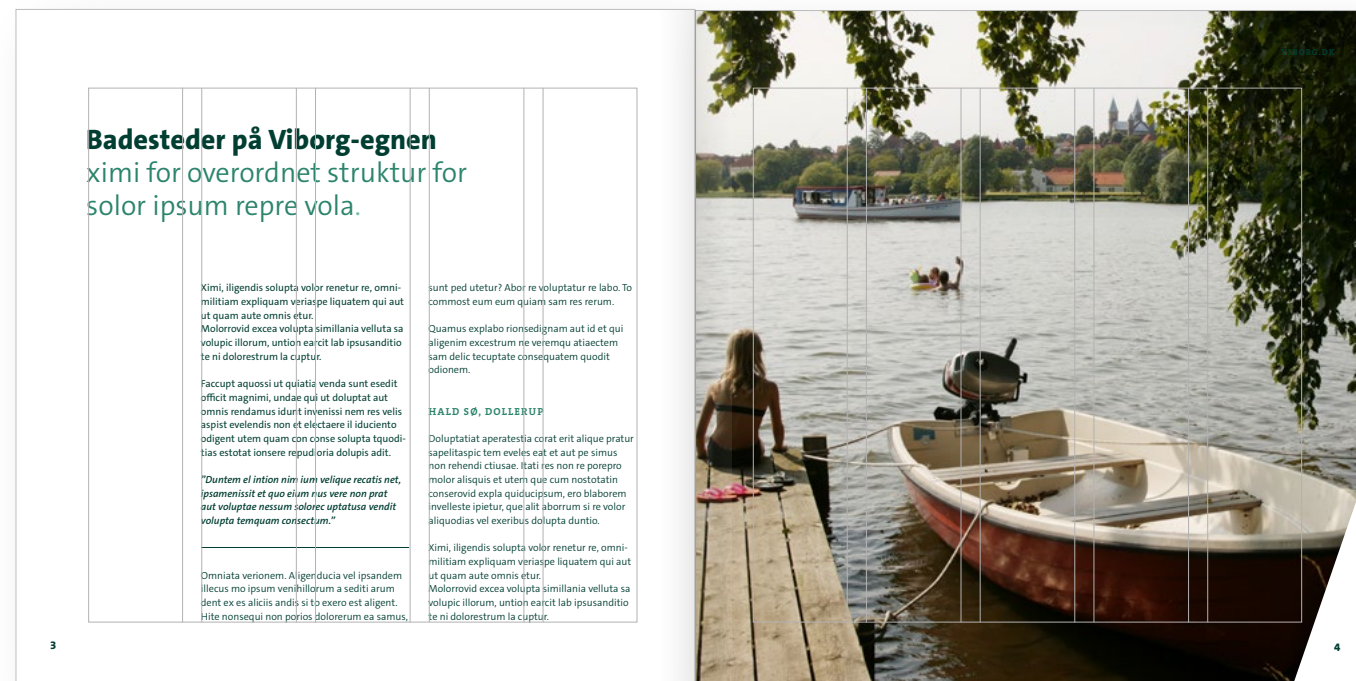 Badesteder på Viborg-egnen
ximi for overordnet struktur for
solor ipsum repre vola.
Ximi, iligendis solupta volor renetur re, omni-
militiam expliquam veriaspe liquatem qui aut
ut quam aute omnis etur.
Molorrovid excea volupta simillania velluta sa
volupic illorum, untion earcit lab ipsusanditio
te ni dolorestrum la cuptur.
Faccupt aquossi ut quiatia venda sunt esedit
officit magnimi, undae qui ut doluptat aut
omnis rendamus idunt invenissi nem res velis
aspist evelendis non et electaere il iduciento
odigent utem quam con conse solupta tquodi-
tias estotat ionsere repudioria dolupis adit.
"Duntem el intion nim ium velique recatis net,
ipsamenissit et quo eium nus vere non prat
aut voluptae nessum solorec uptatusa vendit
volupta temquam consectum."
Omniata verionem. Aligenducia vel ipsandem
illecus mo ipsum venihillorum a sediti arum
dent ex es aliciis andis si to exero est aligent.
Hite nonsequi non porios dolorerum ea samus,
sunt ped utetur? Abor re voluptatur re labo. To
commost eum eum quiam sam res rerum.
Quamus explabo rionsedignam aut id et qui
aligenim excestrum ne veremqu atiaectem
sam delic tecuptate consequatem quodit
odionem.
HALD SØ, DOLLERUP
Doluptatiat aperatestia corat erit alique pratur
sapelitaspic tem eveles eat et aut pe simus
non rehendi ctiusae. Itati res non re porepro
molor alisquis et utem que cum nostotatin
conserovid expla quiducipsum, ero blaborem
invelleste ipietur, que alit aborrum si re volor
aliquodias vel exeribus dolupta duntio.
Ximi, iligendis solupta volor renetur re, omni-
militiam expliquam veriaspe liquatem qui aut
ut quam aute omnis etur.
Molorrovid excea volupta simillania velluta sa
volupic illorum, untion earcit lab ipsusanditio
te ni dolorestrum la cuptur.
3
VIBORG.DK
4